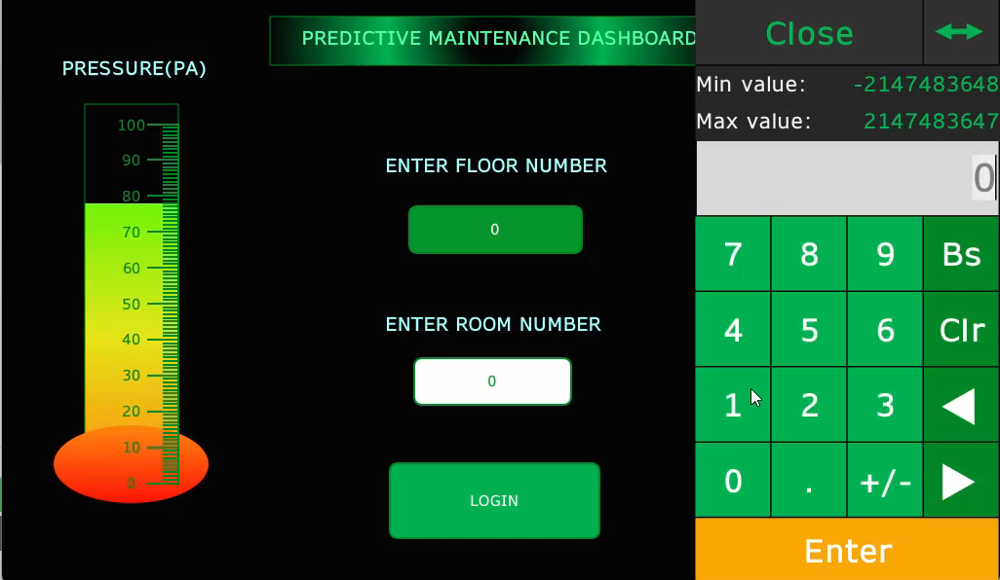 PREDICTIVE MAINTENANCE DASHBOARD
PRESSURE(PA)
100
90
80
70
60
50
40
30
20
10
0
ENTER FLOOR NUMBER
0
ENTER ROOM NUMBER
0
LOGIN
Close
Min value: -2147483648
Max value: 2147483647
0
7 8 9 Bs
4 5 6 Clr
1 2 3
0 . +/-
Enter